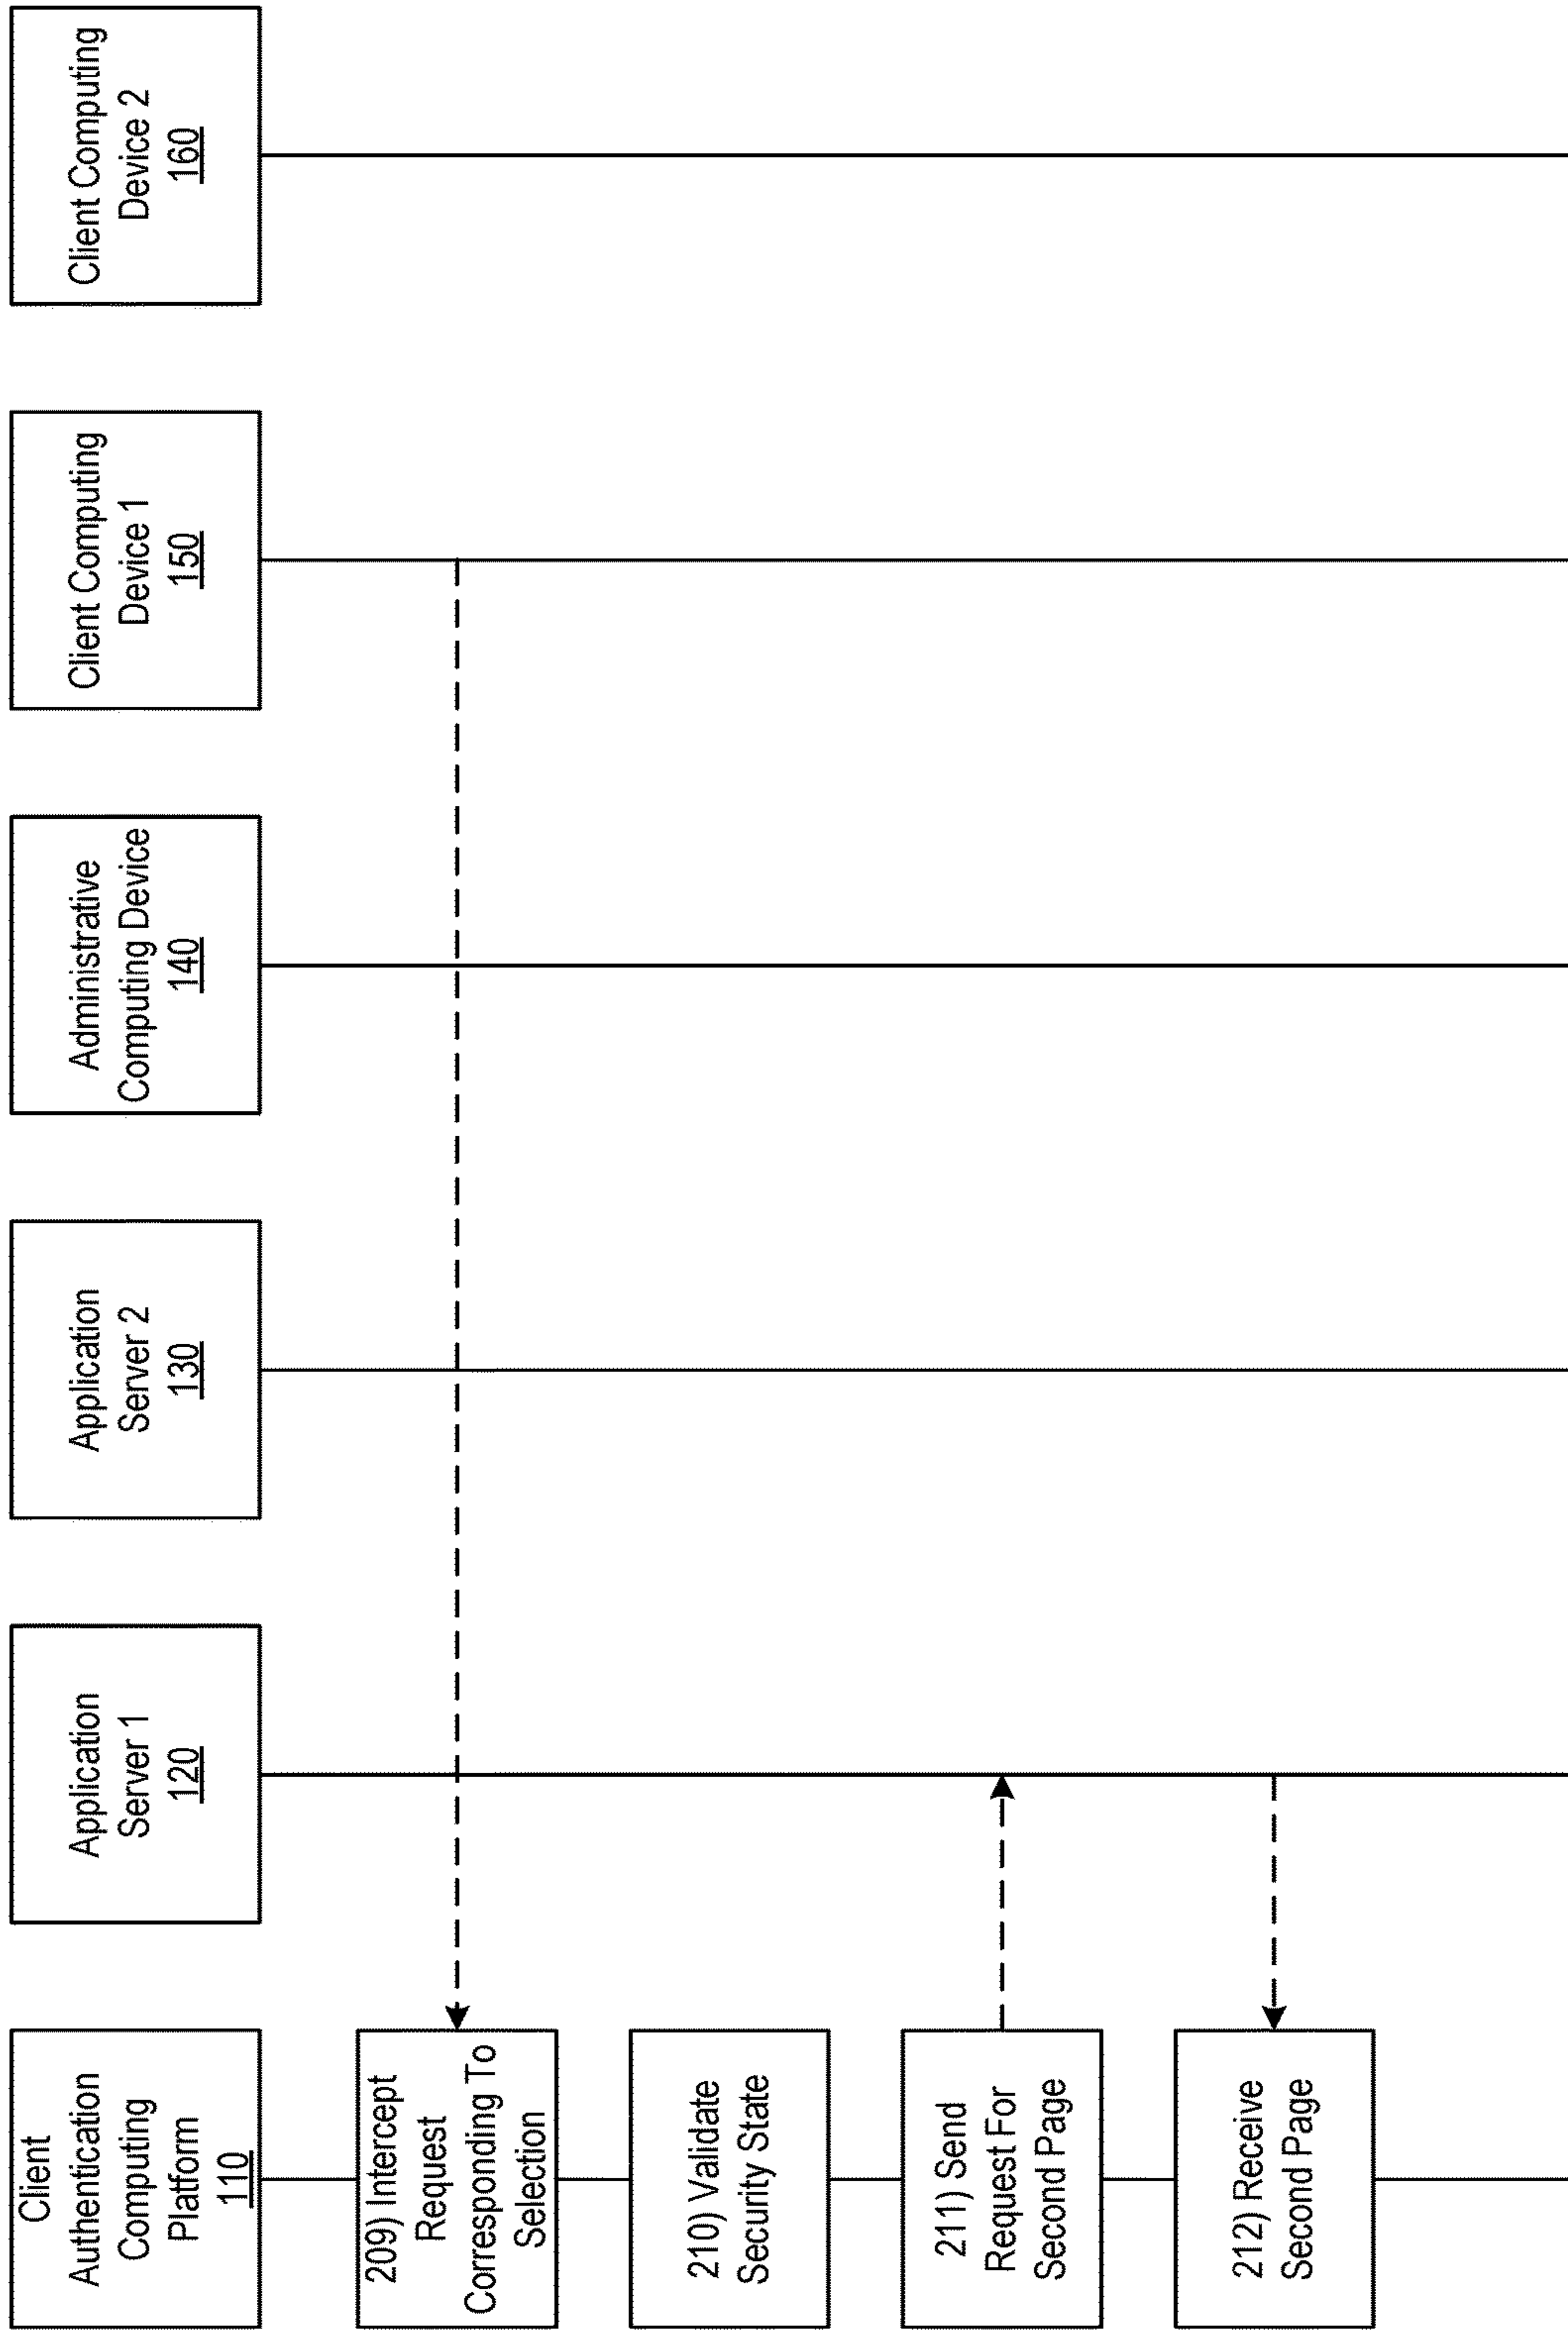 Client
Authentication
Computing
Platform
110
Application
Server 1
120
Application
Server 2
130
Administrative
Computing Device
140
Client Computing
Device 1
150
Client Computing
Device 2
160
209) Intercept
Request
Corresponding To
Selection
210) Validate
Security State
211) Send
Request For
Second Page
212) Receive
Second Page